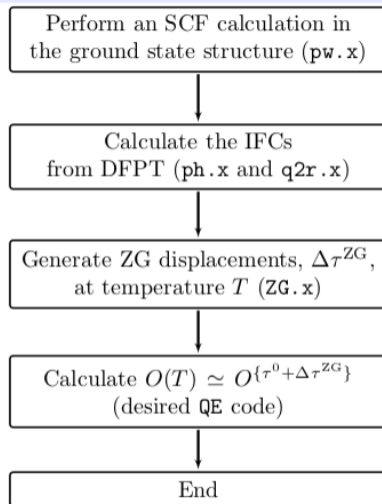 Perform an SCF calculation in
the ground state structure (pw.x)
Calculate the IFCs
from DFPT (ph.x and q2r.x)
Generate ZG displacements, Δτ^{ZG},
at temperature T (ZG.x)
Calculate O(T) ≃ O^{{τ^0+Δτ^{ZG}}}
(desired QE code)
End